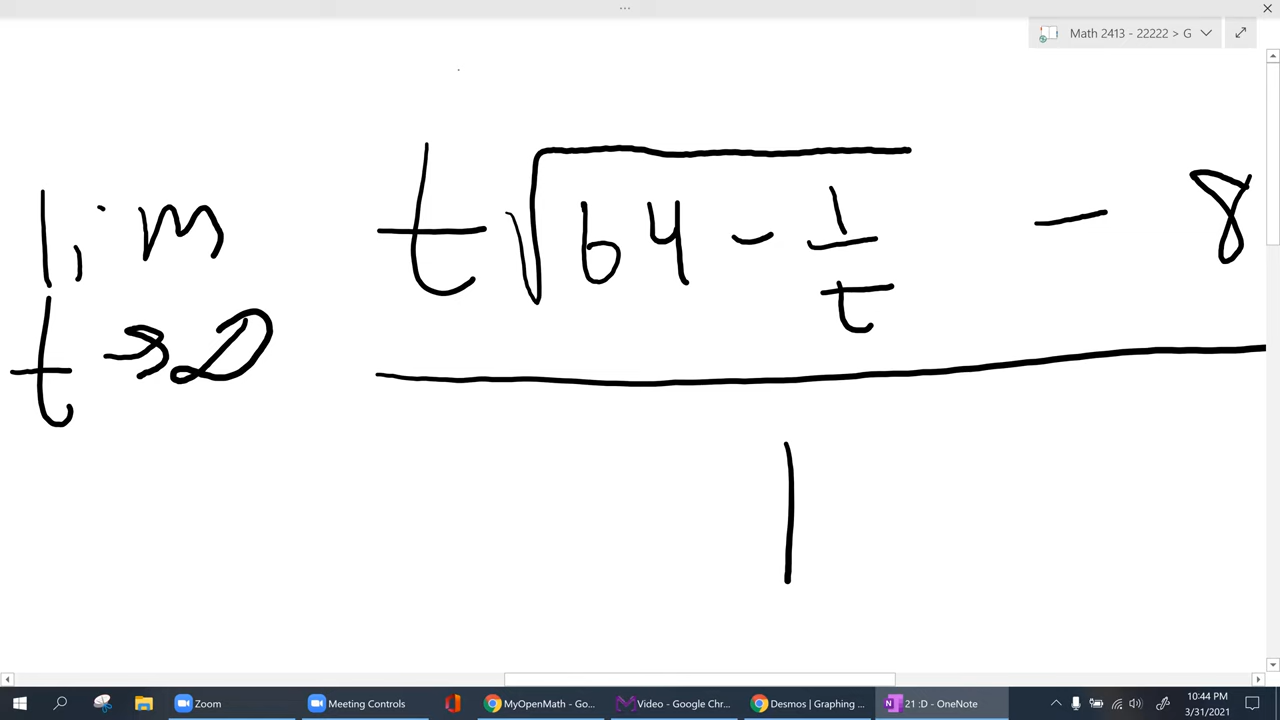 Math 2413 - 22222 > G
lim t√64 - 1/t - 8
t →
1
Zoom
Meeting Controls
MyOpenMath - Go...
Video - Google Chr...
Desmos | Graphing ...
21 :D - OneNote
10:44 PM
3/31/2021